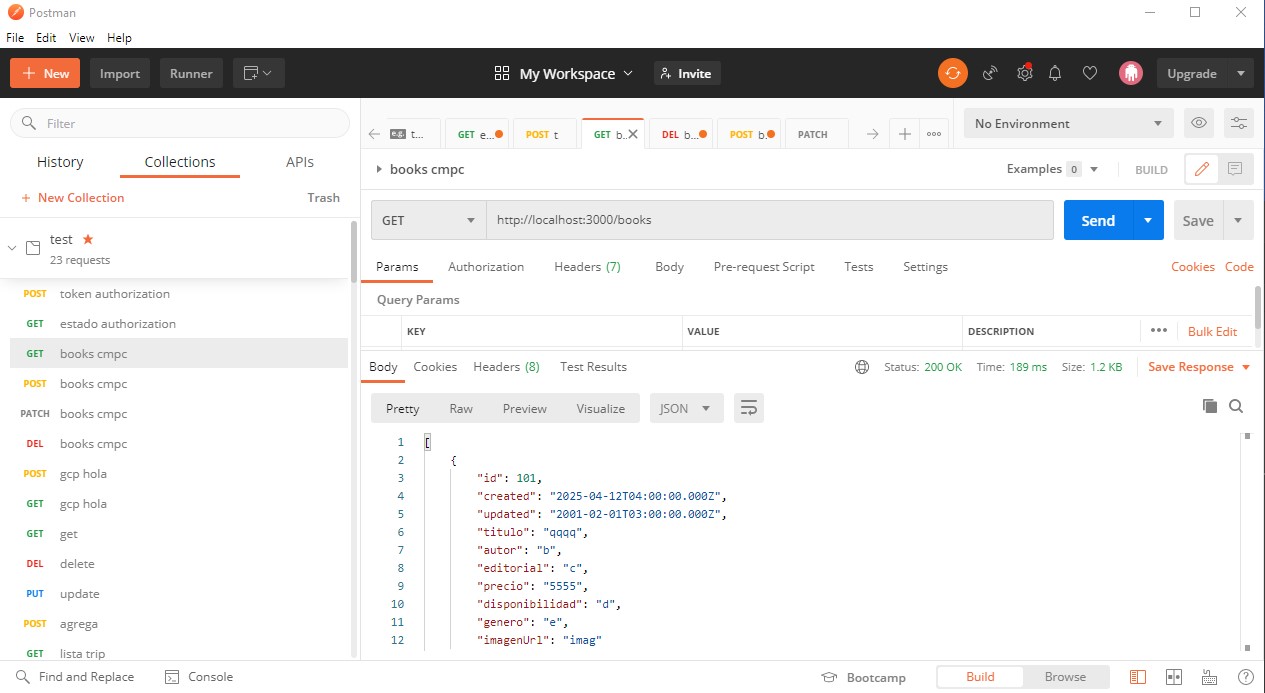 Postman
File Edit View Help
New Import Runner My Workspace Invite Upgrade
Filter
History Collections APIs
+ New Collection Trash
test ★
23 requests
POST token authorization
GET estado authorization
GET books cmpc
POST books cmpc
PATCH books cmpc
DEL books cmpc
POST gcp hola
GET gcp hola
GET get
DEL delete
PUT update
POST agrega
GET lista trip
e.g. t... GET e... POST t GET b.. DEL b... POST b. PATCH
No Environment
books cmpc Examples 0 BUILD
GET http://localhost:3000/books Send Save
Params Authorization Headers (7) Body Pre-request Script Tests Settings Cookies Code
Query Params
KEY VALUE DESCRIPTION ••• Bulk Edit
Body Cookies Headers (8) Test Results Status: 200 OK Time: 189 ms Size: 1.2 KB Save Response
Pretty Raw Preview Visualize JSON
1 [
2 {
3 "id": 101,
4 "created": "2025-04-12T04:00:00.000Z",
5 "updated": "2001-02-01T03:00:00.000Z",
6 "titulo": "qqqq",
7 "autor": "b",
8 "editorial": "c",
9 "precio": "5555",
10 "disponibilidad": "d",
11 "genero": "e",
12 "imagenUrl": "imag"
Find and Replace Console Bootcamp Build Browse